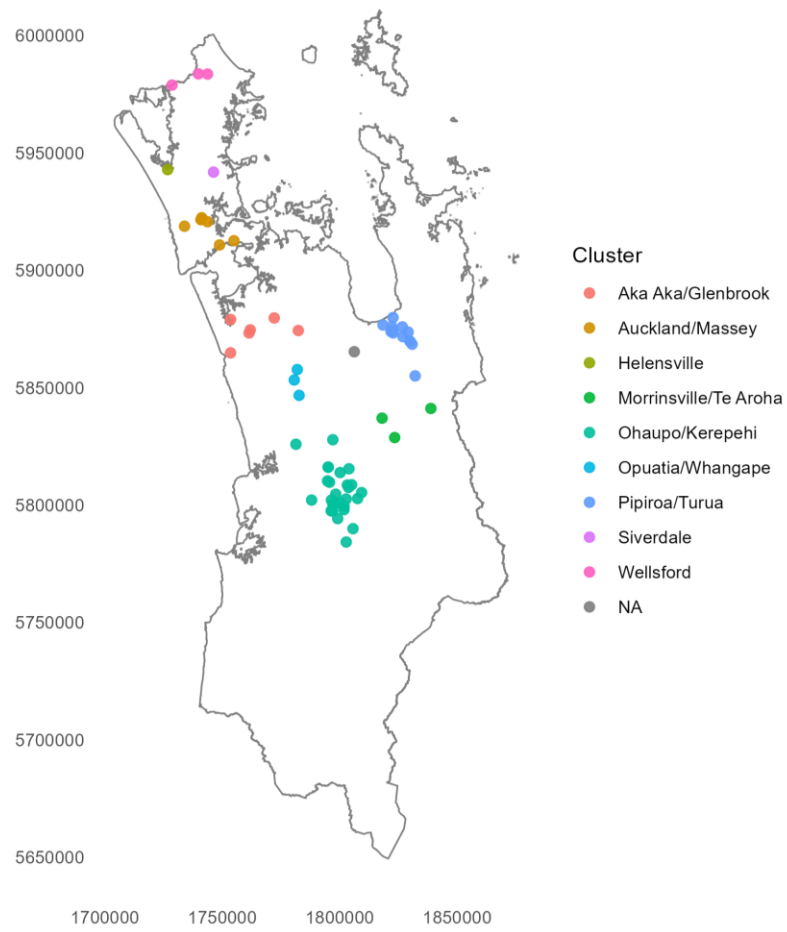 6000000
5950000
5900000
5850000
5800000
5750000
5700000
5650000
1700000 1750000 1800000 1850000
Cluster
Aka Aka/Glenbrook
Auckland/Massey
Helensville
Morrinsville/Te Aroha
Ohaupo/Kerepehi
Opuatia/Whangape
Pipiroa/Turua
Siverdale
Wellsford
NA